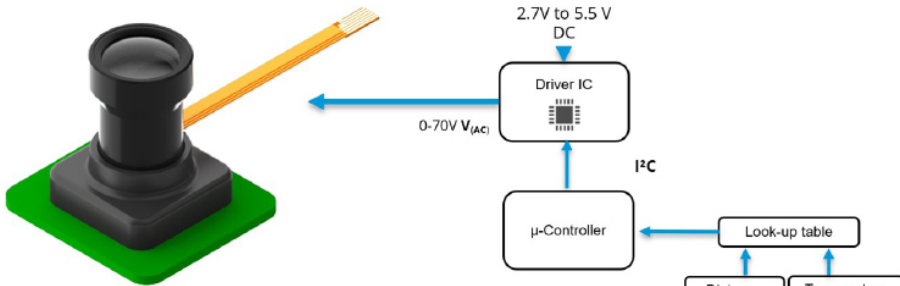 2.7V to 5.5 V
DC
Driver IC
0-70V V(AC)
I²C
μ-Controller
Look-up table